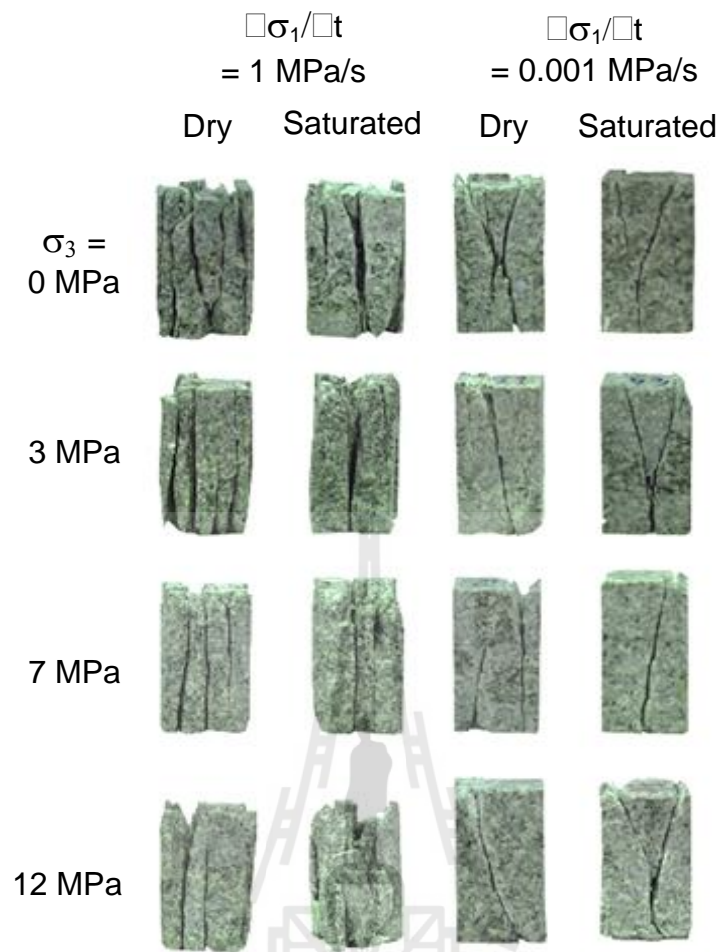 □σ₁/□t □σ₁/□t
= 1 MPa/s = 0.001 MPa/s
Dry Saturated Dry Saturated
σ₃ =
0 MPa
3 MPa
7 MPa
12 MPa